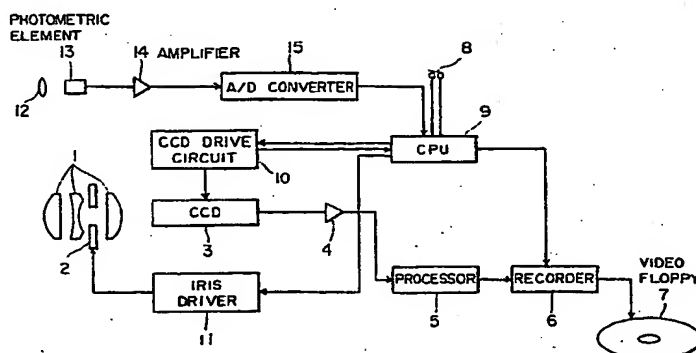 PHOTOMETRIC
ELEMENT
13
14 AMPLIFIER
15
8
12
A/D CONVERTER
9
CCD DRIVE
CIRCUIT
CPU
10
1
CCD
3
4
2
VIDEO
FLOPPY
7
IRIS
DRIVER
PROCESSOR
RECORDER
11
5
6